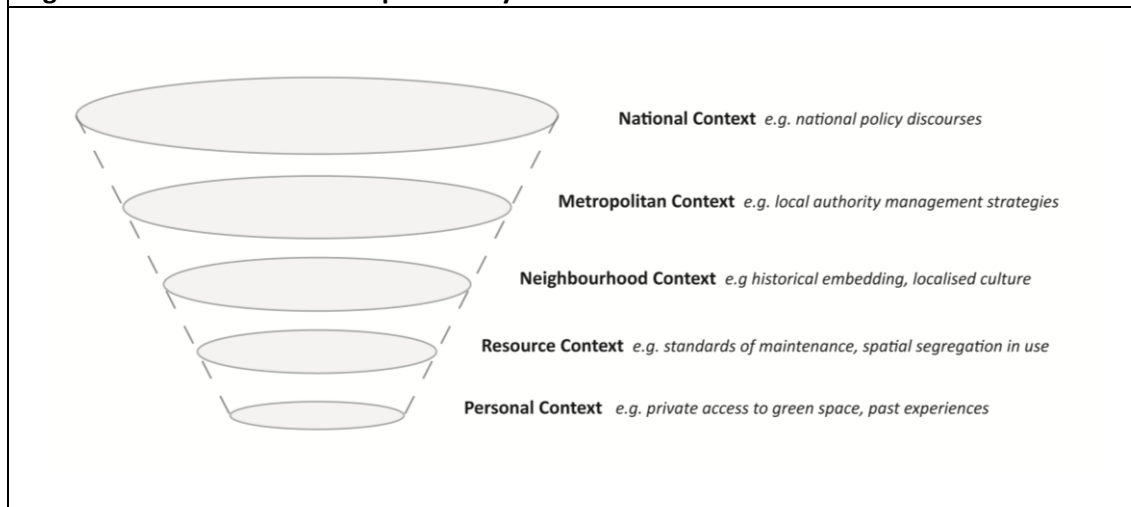 National Context e.g. national policy discourses
Metropolitan Context e.g. local authority management strategies
Neighbourhood Context e.g historical embedding, localised culture
Resource Context e.g. standards of maintenance, spatial segregation in use
Personal Context e.g. private access to green space, past experiences